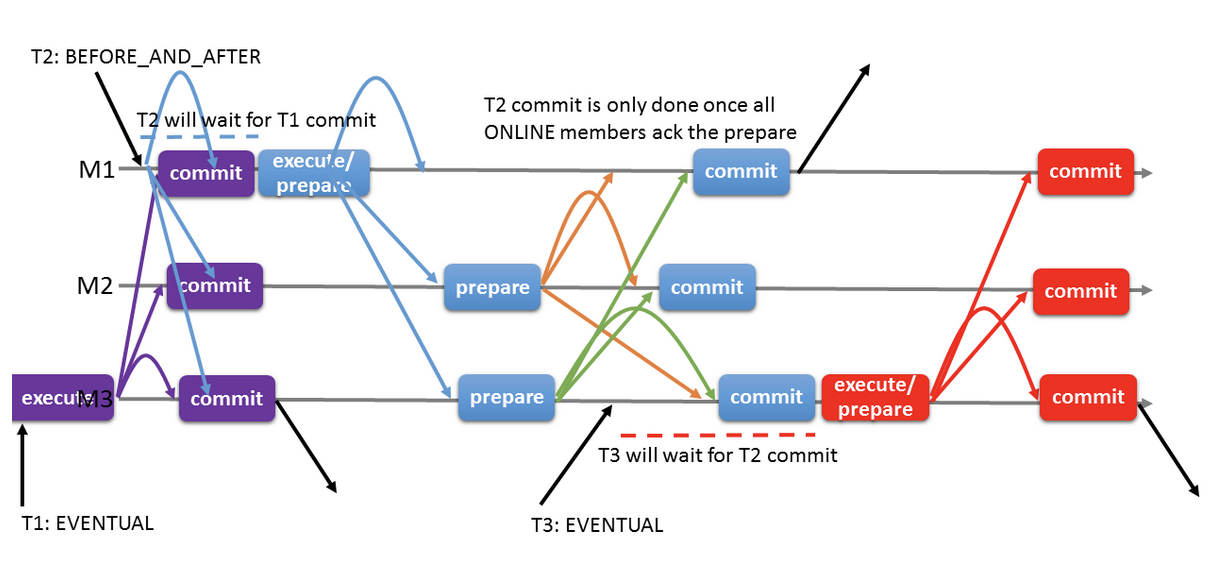 T2: BEFORE_AND_AFTER
T2 will wait for T1 commit
T2 commit is only done once all
ONLINE members ack the prepare
M1
commit
execute/
prepare
commit
commit
M2
commit
prepare
commit
commit
execute
M3
commit
prepare
commit
execute/
prepare
commit
T3 will wait for T2 commit
T1: EVENTUAL
T3: EVENTUAL